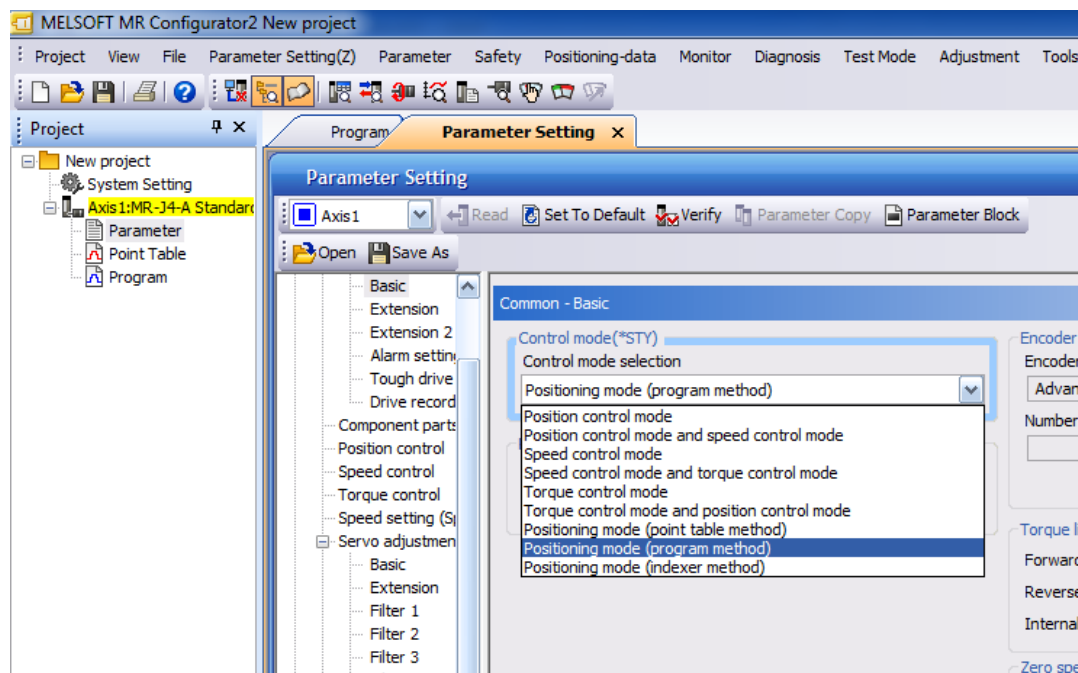 MELSOFT MR Configurator2 New project
Project View File Parameter Setting(Z) Parameter Safety Positioning-data Monitor Diagnosis Test Mode Adjustment Tools
Project
Program Parameter Setting
New project
System Setting
Axis1:MR-J4-A Standard
Parameter
Point Table
Program
Parameter Setting
Axis1 Read Set To Default Verify Parameter Copy Parameter Block
Open Save As
Basic
Extension
Extension 2
Alarm setting
Tough drive
Drive record
Component parts
Position control
Speed control
Torque control
Speed setting (Sp
Servo adjustmen
Basic
Extension
Filter 1
Filter 2
Filter 3
Common - Basic
Control mode(*STY)
Control mode selection
Positioning mode (program method)
Position control mode
Position control mode and speed control mode
Speed control mode
Speed control mode and torque control mode
Torque control mode
Torque control mode and position control mode
Positioning mode (point table method)
Positioning mode (program method)
Positioning mode (indexer method)
Encoder
Encoder
Advan
Number
Torque l
Forward
Reverse
Internal
Zero spe